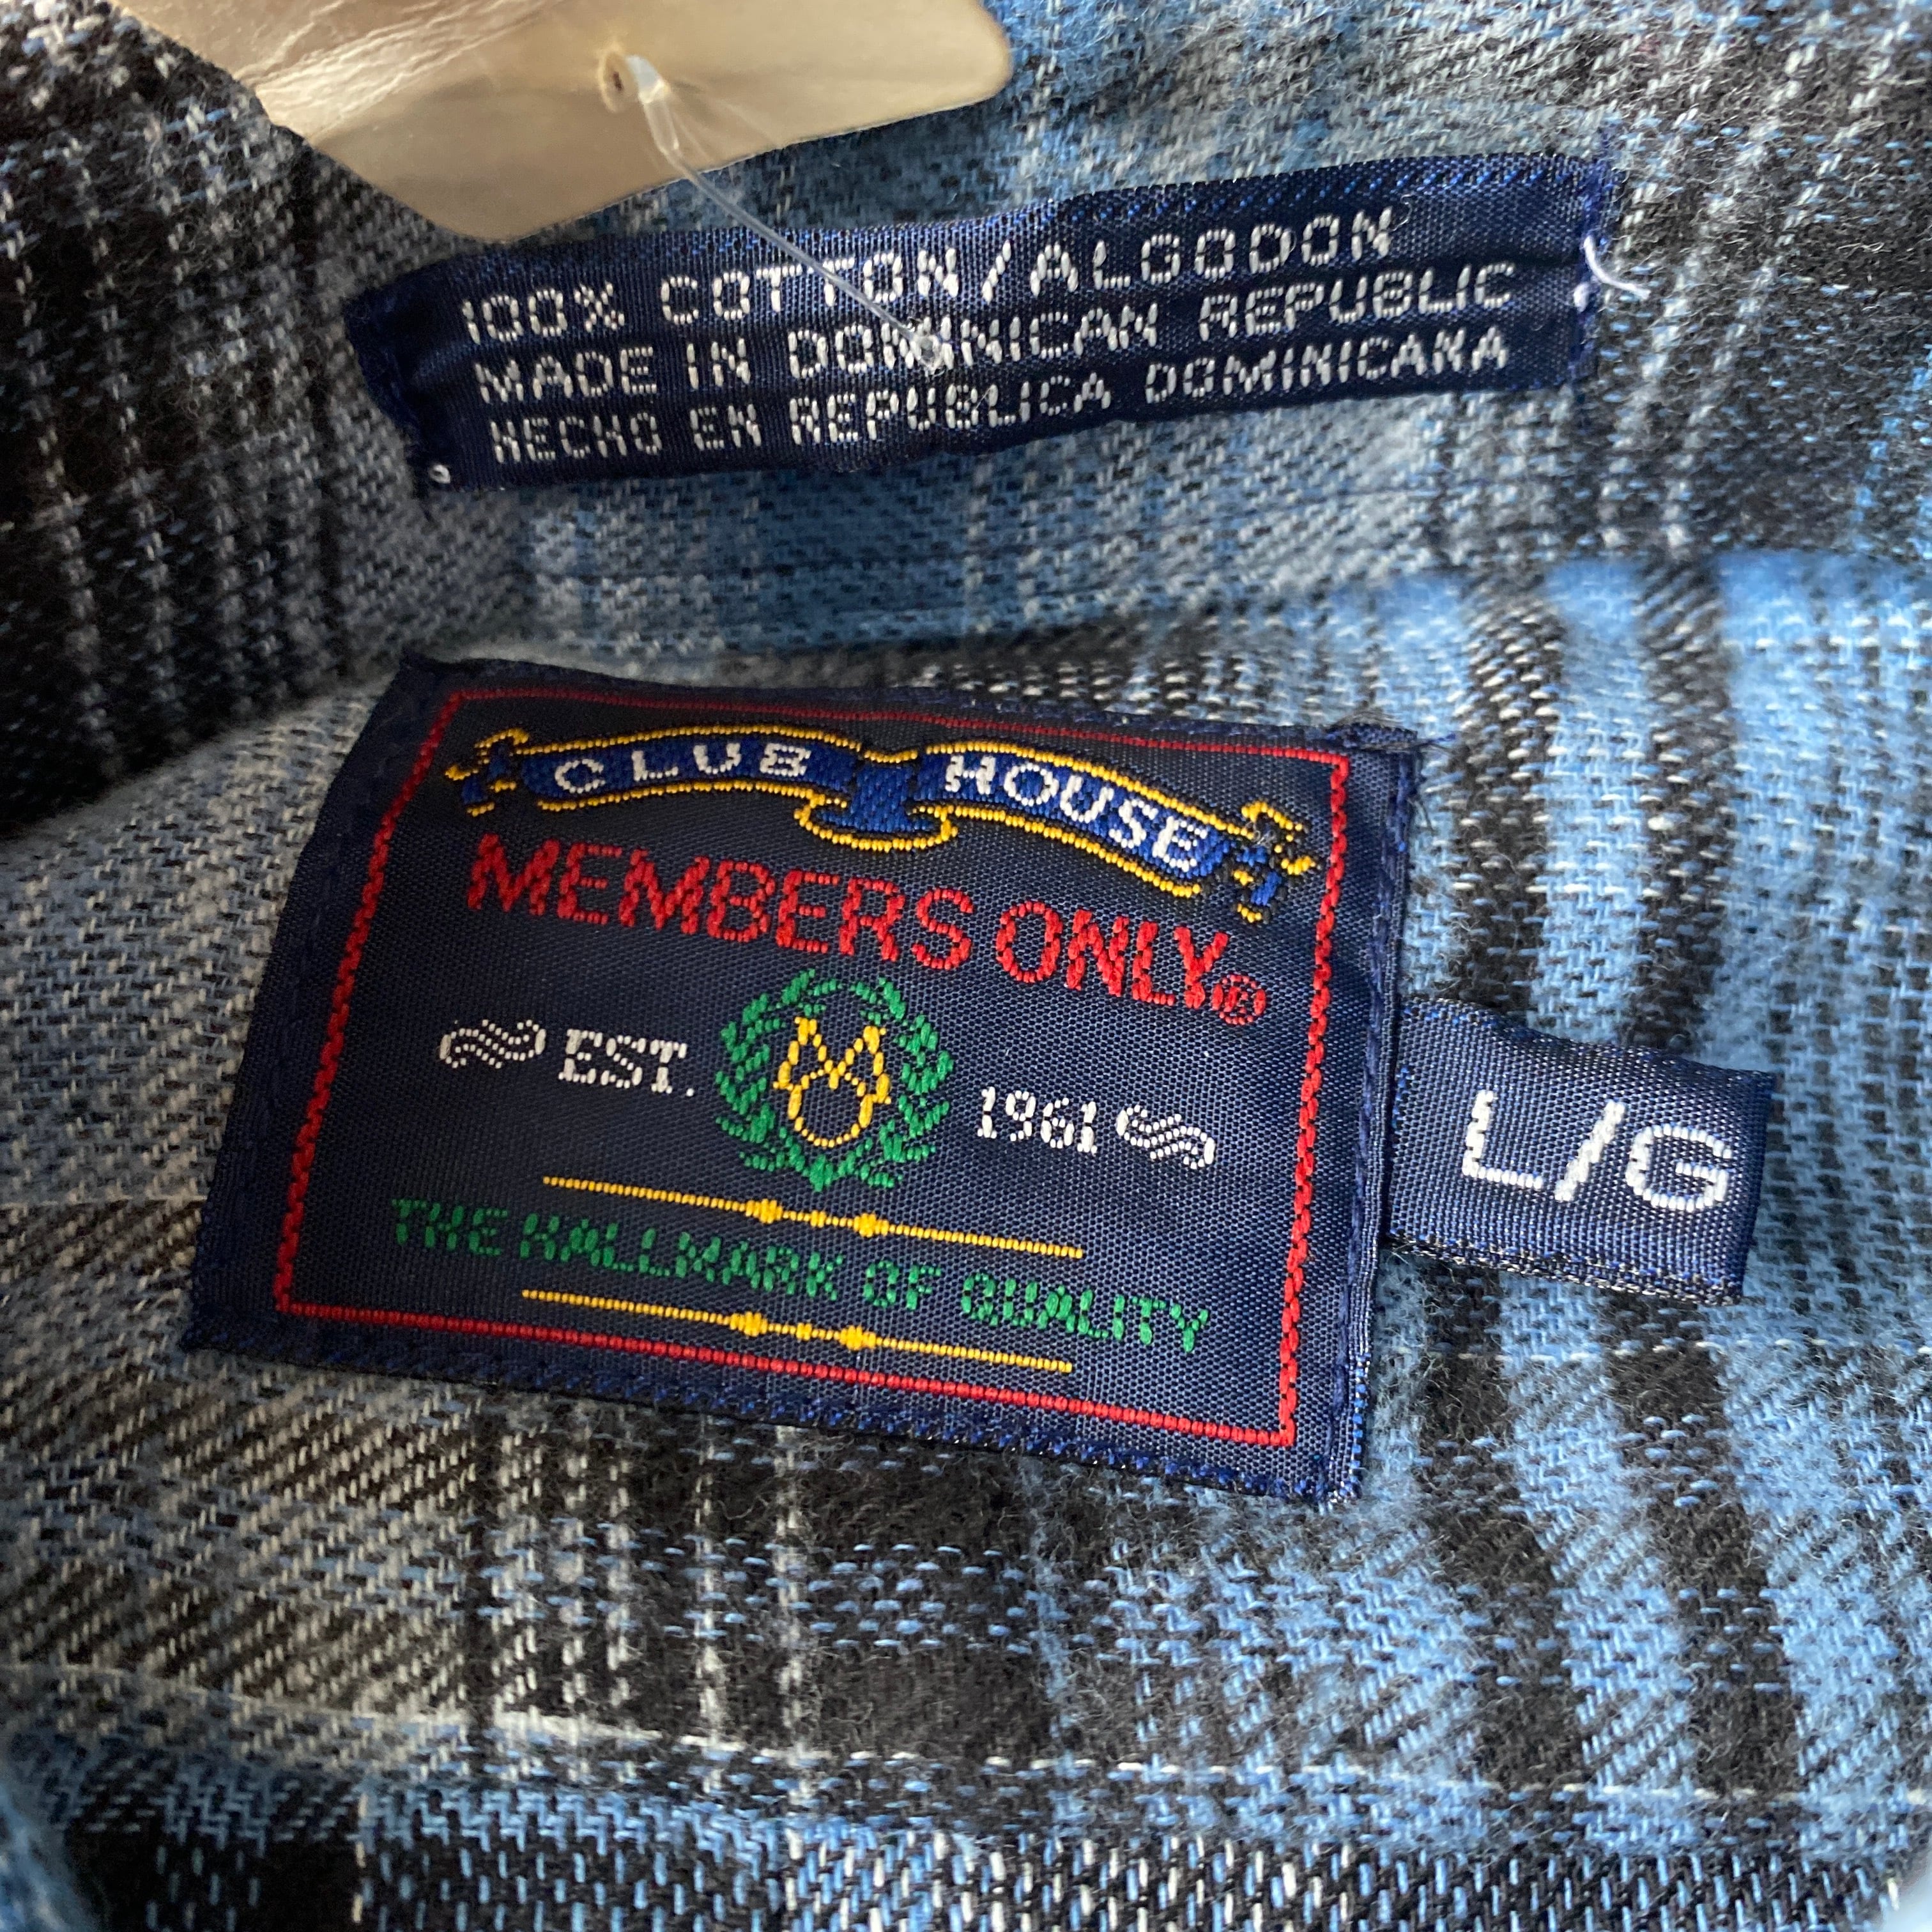 100% COTTON/ALGODON
MADE IN DOMINICAN REPUBLIC
HECHO EN REPUBLICA DOMINICANA
CLUB HOUSE
MEMBERS ONLY®
EST. 1961
THE HALLMARK OF QUALITY
L/G